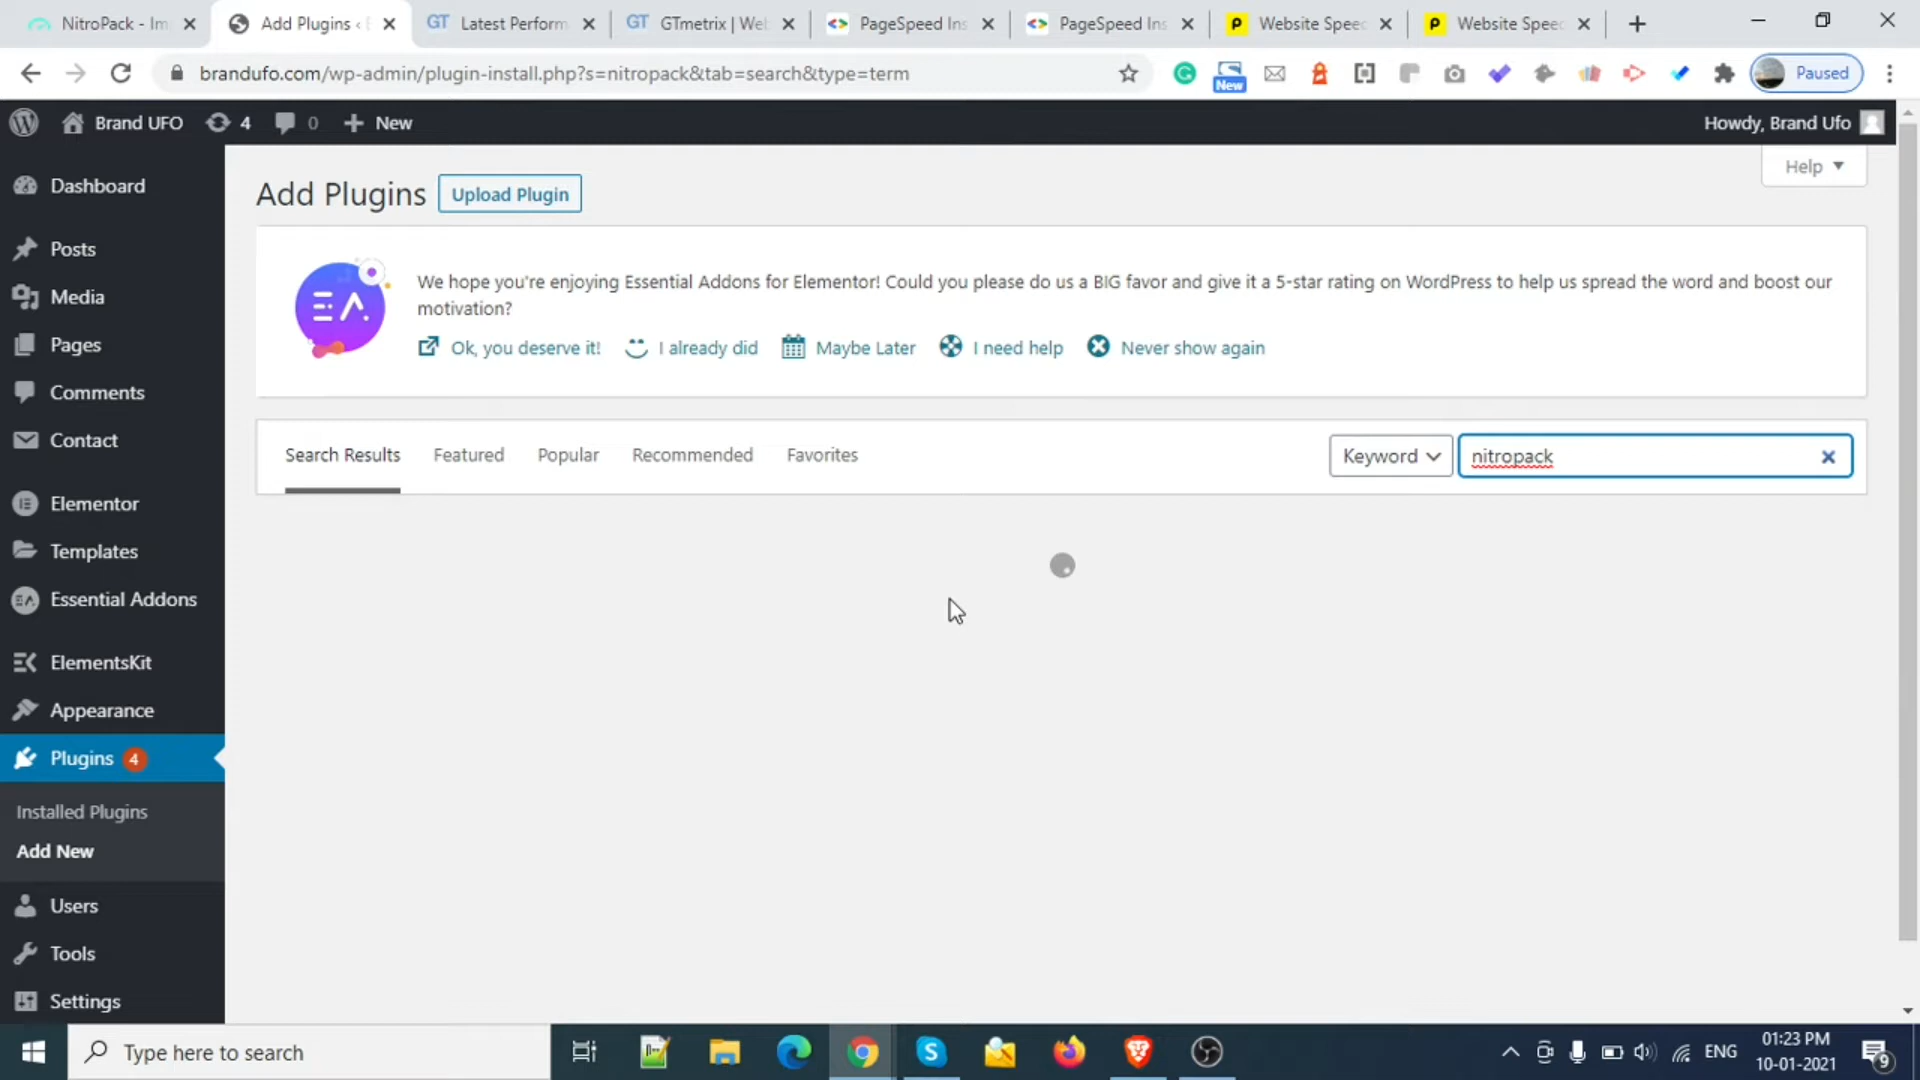 NitroPack - Im
Add Plugins ‹
GT Latest Perform
GT GTmetrix | Web
PageSpeed Ins
PageSpeed Ins
Website Speed
Website Speed
brandufo.com/wp-admin/plugin-install.php?s=nitropack&tab=search&type=term
New
Paused
Brand UFO
4
0
New
Howdy, Brand Ufo
Help
Dashboard
Posts
Media
Pages
Comments
Contact
Elementor
Templates
Essential Addons
ElementsKit
Appearance
Plugins 4
Installed Plugins
Add New
Users
Tools
Settings
Add Plugins
Upload Plugin
We hope you're enjoying Essential Addons for Elementor! Could you please do us a BIG favor and give it a 5-star rating on WordPress to help us spread the word and boost our
motivation?
Ok, you deserve it!
I already did
Maybe Later
I need help
Never show again
Search Results
Featured
Popular
Recommended
Favorites
Keyword
nitropack
Type here to search
ENG
01:23 PM
10-01-2021
9